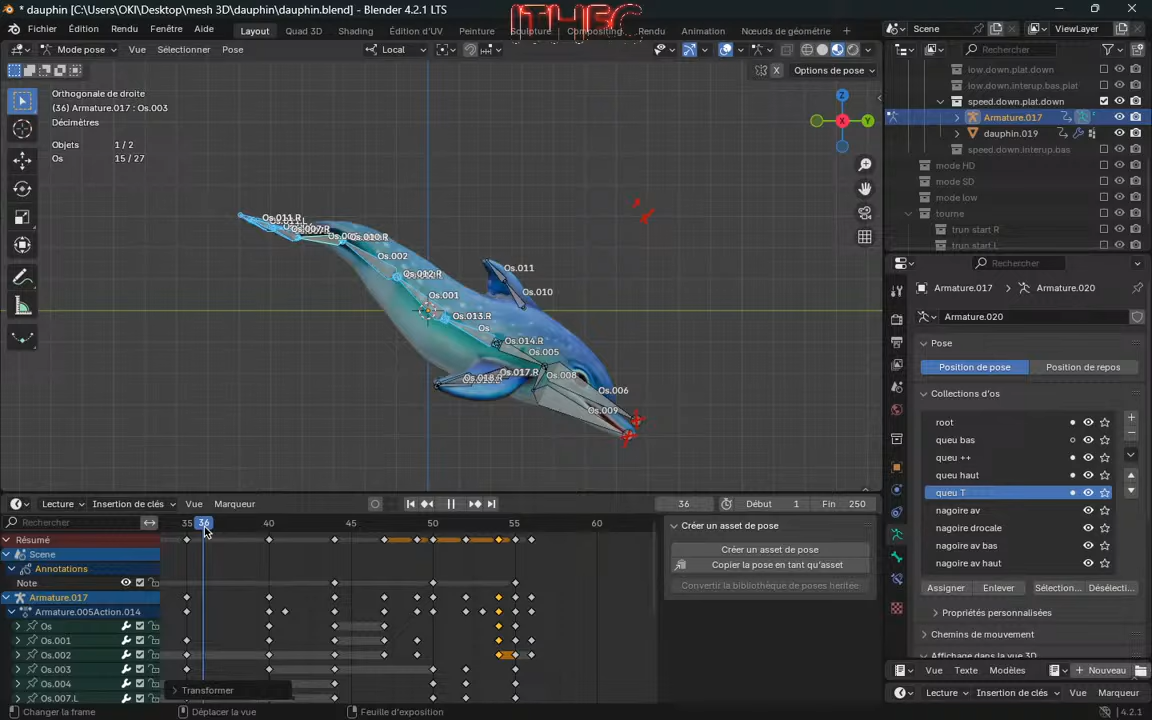 * dauphin [C:\Users\OKI\Desktop\mesh 3D\dauphin\dauphin.blend] - Blender 4.2.1 LTS
ITHEC
Fichier Édition Rendu Fenêtre Aide Layout Quad 3D Shading Édition d'UV Peinture Sculpture Compositing Rendu Animation Nœuds de géométrie Scene ViewLayer
Mode pose Vue Sélectionner Pose Local Rechercher
X Options de pose
Orthogonale de droite
(36) Armature.017 : Os.003
Décimètres
Objets 1 / 2
Os 15 / 27
Z
X
Y
Os.011.R
Os.010.R
Os.002
Os.012.R
Os.001
Os.013.R
Os
Os.014.R
Os.005
Os.011
Os.010
Os.017.R
Os.008
Os.006
Os.009
low.down.plat.down
low.down.interup.bas.plat
speed.down.plat.down
Armature.017
dauphin.019
speed.down.interup.bas
mode HD
mode SD
mode low
tourne
trun start R
trun start L
Rechercher
Armature.017 Armature.020
Armature.020
Pose
Position de pose Position de repos
Collections d'os
root
queu bas
queu ++
queu haut
queu T
nagoire av
nagoire drocale
nagoire av bas
nagoire av haut
Assigner Enlever Sélection... Désélecti...
Propriétés personnalisées
Chemins de mouvement
Affichage dans la vue 3D
Vue Texte Modèles Nouveau
Lecture Insertion de clés Vue Marqueur
Lecture Insertion de clés Vue Marqueur 36 Début 1 Fin 250
Rechercher 35 36 40 45 50 55 60
Résumé
Scene
Annotations
Note
Armature.017
Armature.005Action.014
Os
Os.001
Os.002
Os.003
Os.004
Os.007.L
Transformer
Créer un asset de pose
Créer un asset de pose
Copier la pose en tant qu'asset
Convertir la bibliothèque de poses héritée
Changer la frame Déplacer la vue Feuille d'exposition 4.2.1